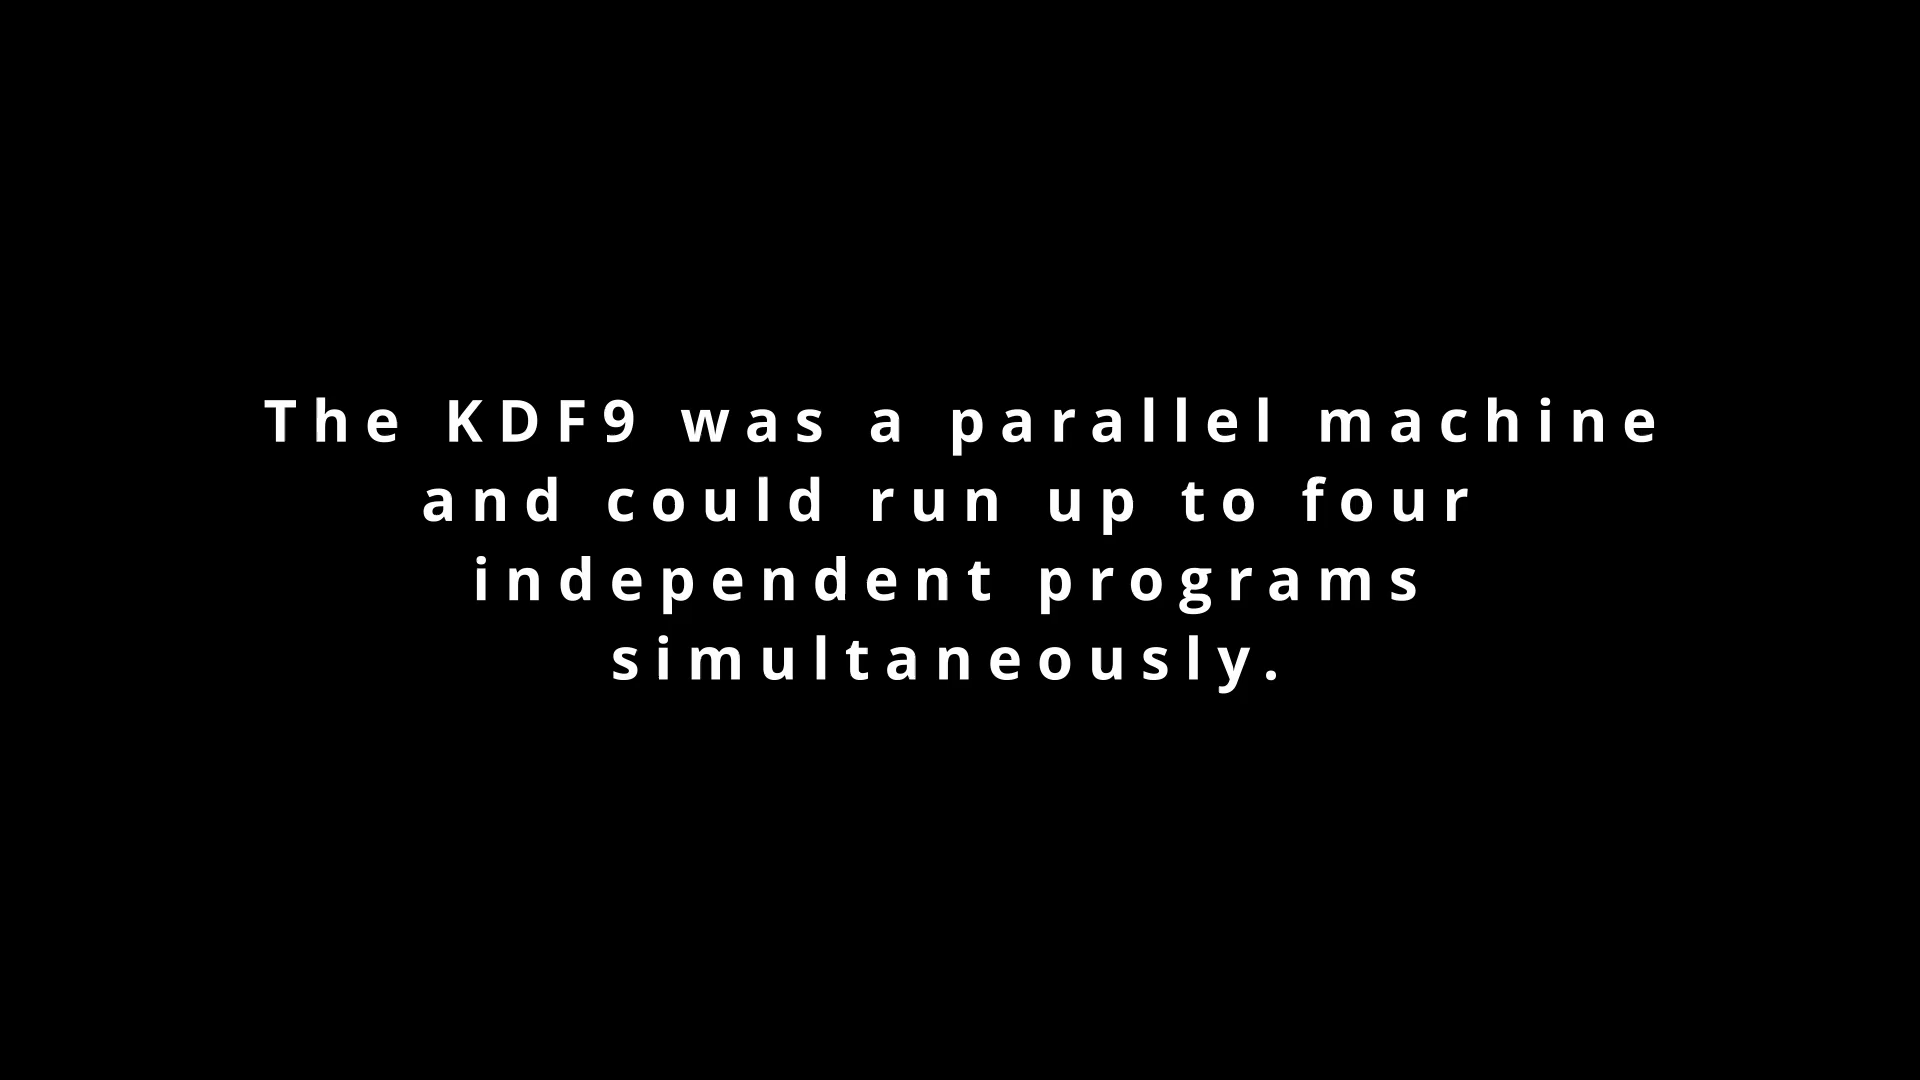 The KDF9 was a parallel machine
and could run up to four
independent programs
simultaneously.